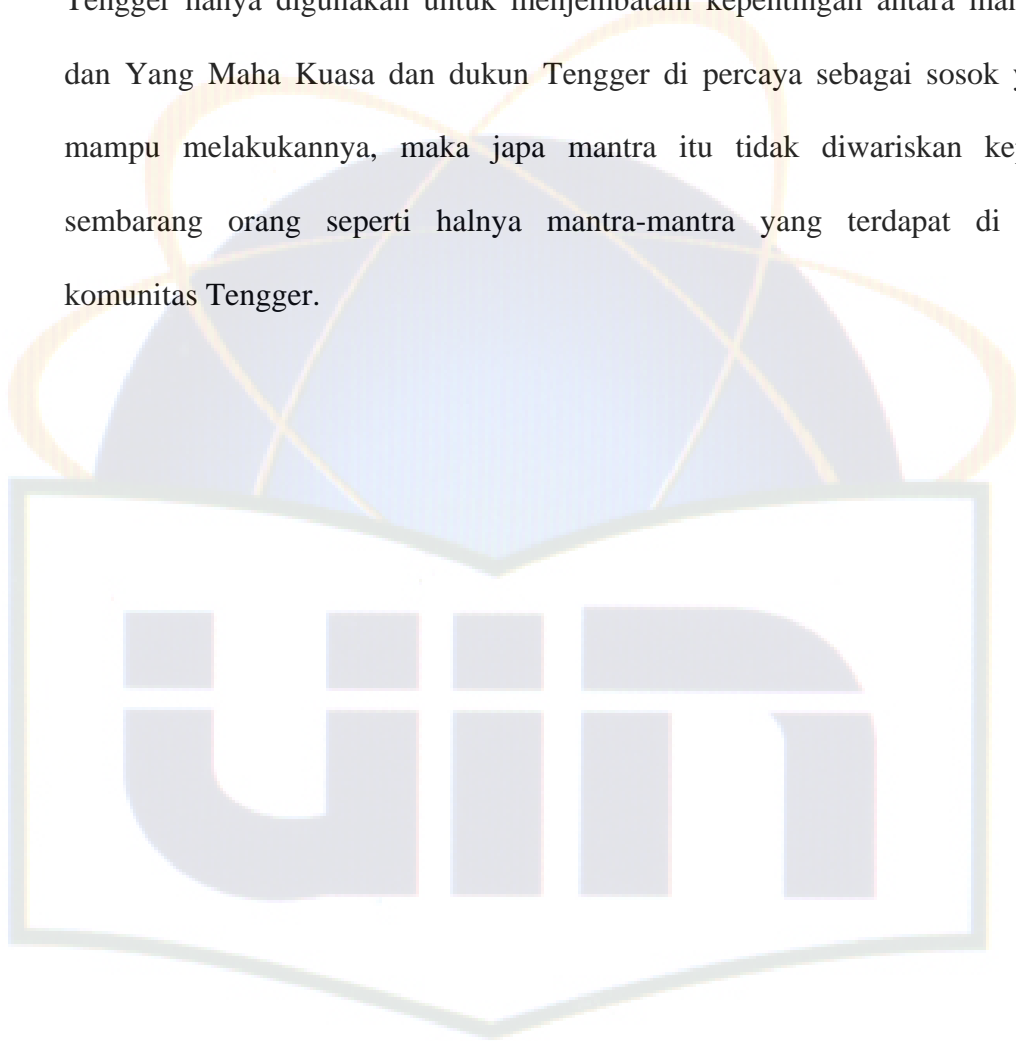 Tengger hanya digunakan untuk menjembatani kepentingan antara
dan Yang Maha Kuasa dan dukun Tengger di percaya sebagai sosok
mampu melakukannya, maka japa mantra itu tidak diwariskan
sembarang orang seperti halnya mantra-mantra yang terdapat di
komunitas Tengger.
uin